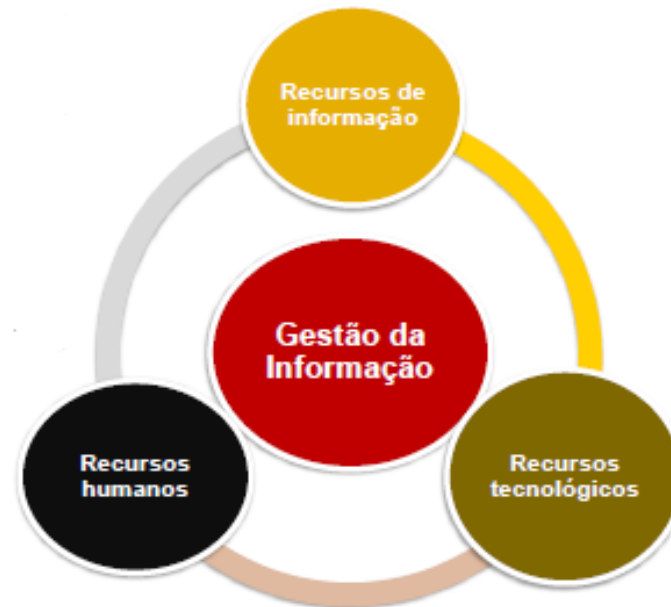 Recursos de
informação
Gestão da
Informação
Recursos
humanos
Recursos
tecnológicos